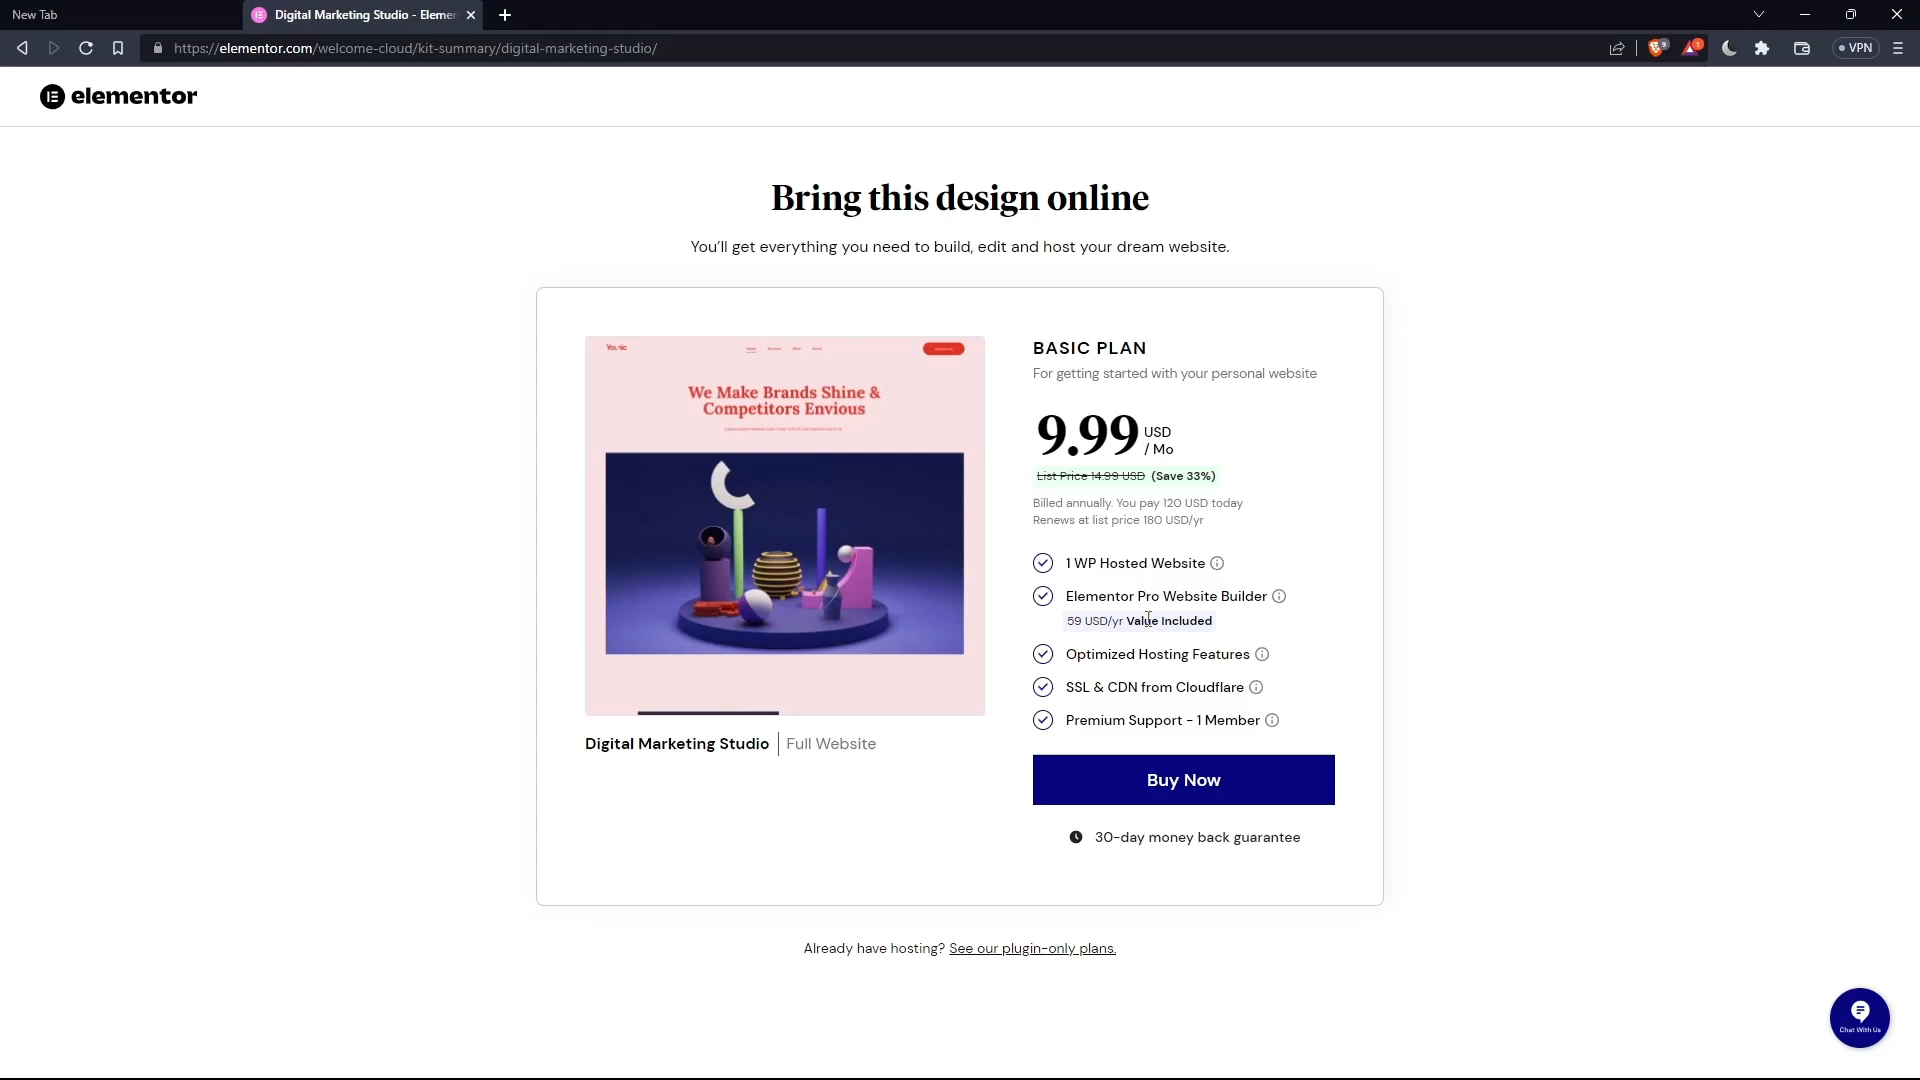 New Tab
Digital Marketing Studio - Elemen
https://elementor.com/welcome-cloud/kit-summary/digital-marketing-studio/
9
1
VPN
elementor
Bring this design online
You'll get everything you need to build, edit and host your dream website.
We Make Brands Shine &
Competitors Envious
Digital Marketing Studio | Full Website
BASIC PLAN
For getting started with your personal website
9.99 USD
/ Mo
List Price 14.99 USD (Save 33%)
Billed annually. You pay 120 USD today
Renews at list price 180 USD/yr
1 WP Hosted Website
Elementor Pro Website Builder
59 USD/yr Value Included
Optimized Hosting Features
SSL & CDN from Cloudflare
Premium Support - 1 Member
Buy Now
30-day money back guarantee
Already have hosting? See our plugin-only plans.
Chat With Us